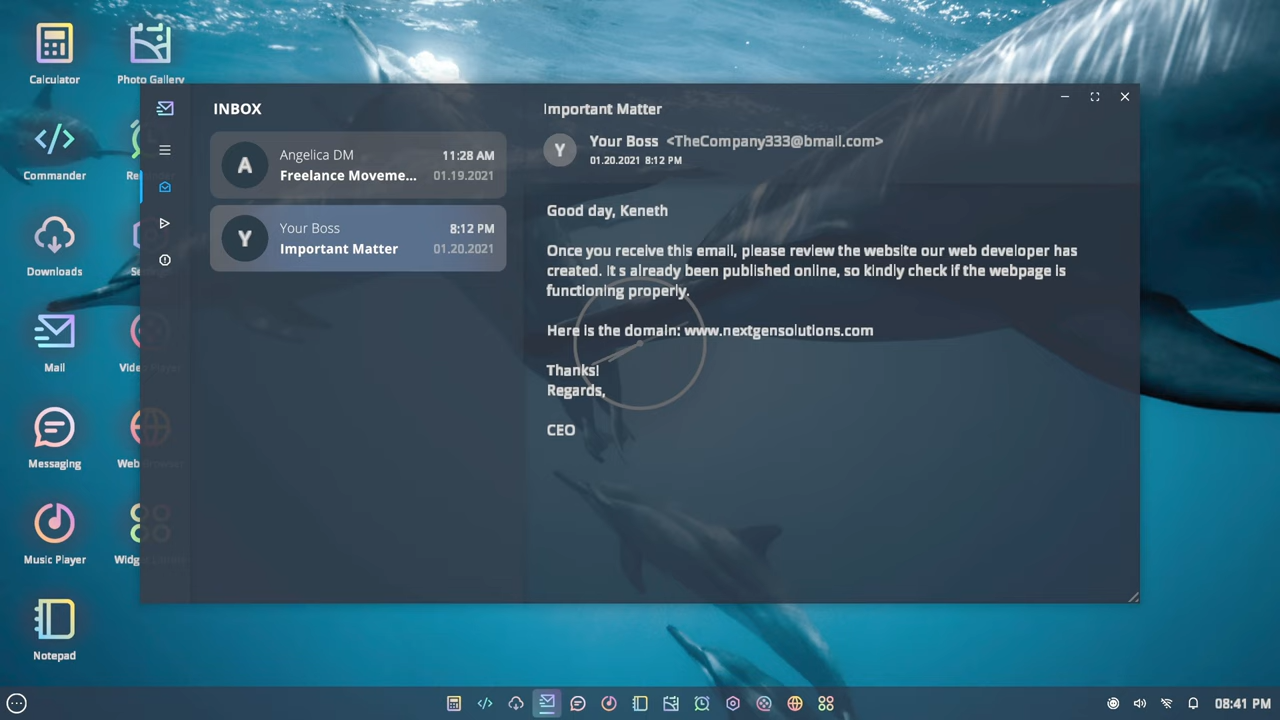 Calculator
Photo Gallery
Commander
Downloads
Mail
Messaging
Music Player
Notepad
INBOX
A
Angelica DM
11:28 AM
Freelance Moveme...
01.19.2021
Y
Your Boss
8:12 PM
Important Matter
01.20.2021
Important Matter
Y
Your Boss <TheCompany333@bmail.com>
01.20.2021 8:12 PM
Good day, Keneth
Once you receive this email, please review the website our web developer has
created. It s already been published online, so kindly check if the webpage is
functioning properly.
Here is the domain: www.nextgensolutions.com
Thanks!
Regards,
CEO
08:41 PM